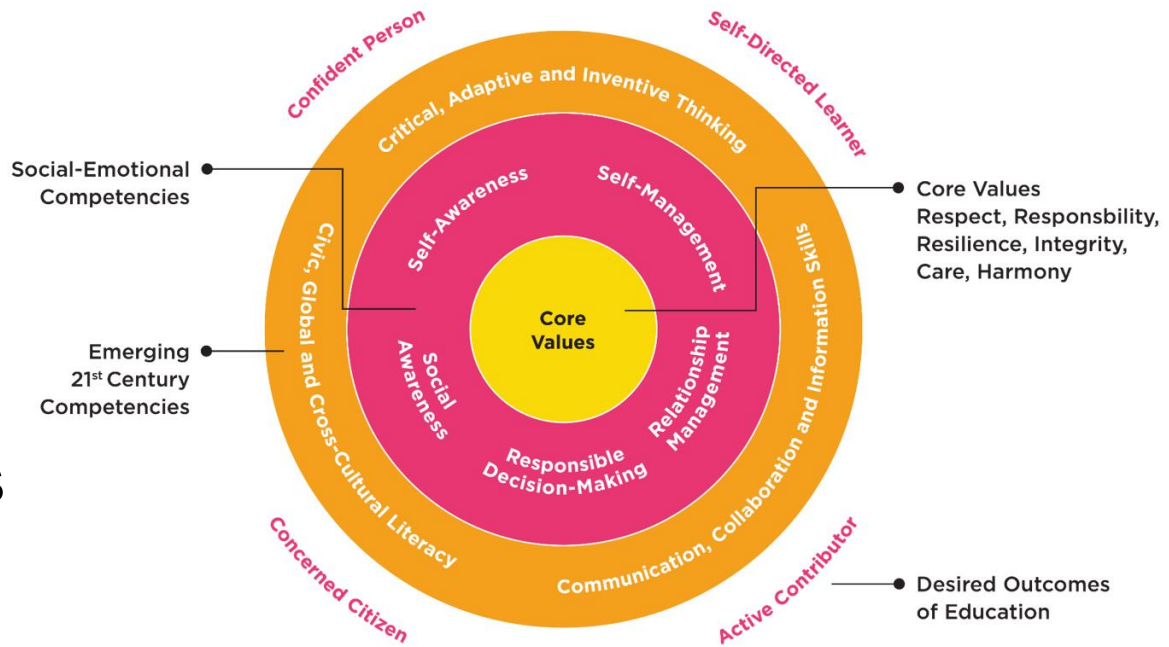 Confident Person
Self-Directed Learner
Critical, Adaptive and Inventive Thinking
Social-Emotional
Competencies
Self-Awareness
Self-Management
Core Values
Respect, Responsbility,
Resilience, Integrity,
Care, Harmony
Civic, Global and Cross-Cultural Literacy
Communication, Collaboration and Information Skills
Core
Values
Emerging
21st Century
Competencies
Social
Awareness
Relationship
Management
Responsible
Decision-Making
s
Concerned Citizen
Active Contributor
Desired Outcomes
of Education